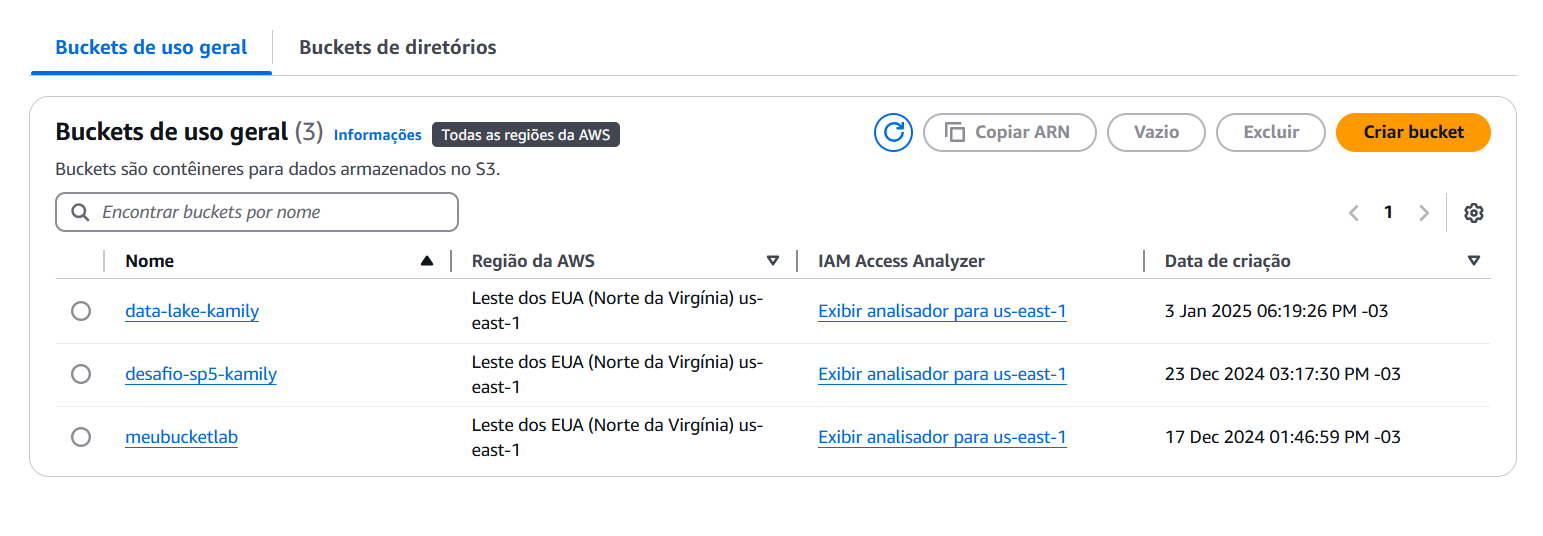 Buckets de uso geral
Buckets de diretórios
Buckets de uso geral (3) Informações Todas as regiões da AWS
Copiar ARN
Vazio
Excluir
Criar bucket
Buckets são contêineres para dados armazenados no S3.
Encontrar buckets por nome
1
Nome
Região da AWS
IAM Access Analyzer
Data de criação
data-lake-kamily
Leste dos EUA (Norte da Virgínia) us-
east-1
Exibir analisador para us-east-1
3 Jan 2025 06:19:26 PM -03
desafio-sp5-kamily
Leste dos EUA (Norte da Virgínia) us-
east-1
Exibir analisador para us-east-1
23 Dec 2024 03:17:30 PM -03
meubucketlab
Leste dos EUA (Norte da Virgínia) us-
east-1
Exibir analisador para us-east-1
17 Dec 2024 01:46:59 PM -03